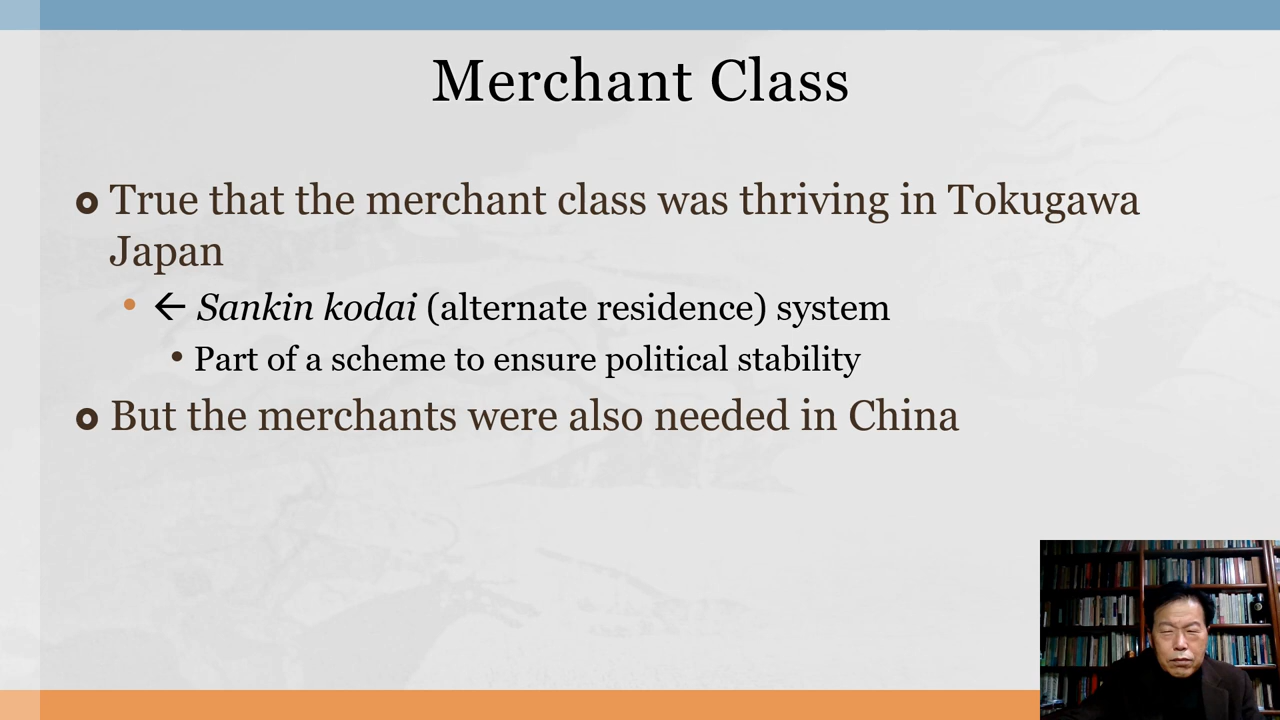 Merchant Class
True that the merchant class was thriving in Tokugawa
Japan
← Sankin kodai (alternate residence) system
Part of a scheme to ensure political stability
But the merchants were also needed in China